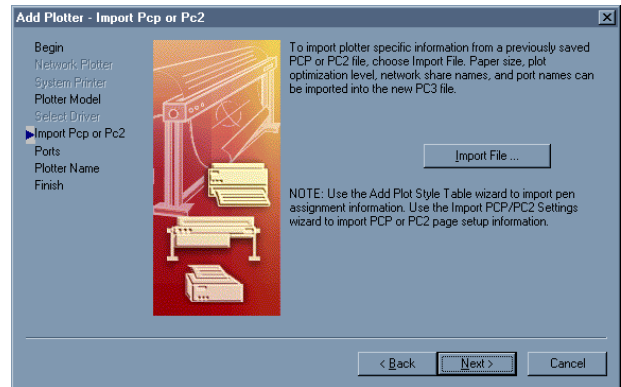 Add Plotter - Import Pcp or Pc2
Begin
Network Plotter
System Printer
Plotter Model
Select Driver
Import Pcp or Pc2
Ports
Plotter Name
Finish
To import plotter specific information from a previously saved
PCP or PC2 file, choose Import File. Paper size, plot
optimization level, network share names, and port names can
be imported into the new PC3 file.
Import File ...
NOTE: Use the Add Plot Style Table wizard to import pen
assignment information. Use the Import PCP/PC2 Settings
wizard to import PCP or PC2 page setup information.
< Back
Next >
Cancel